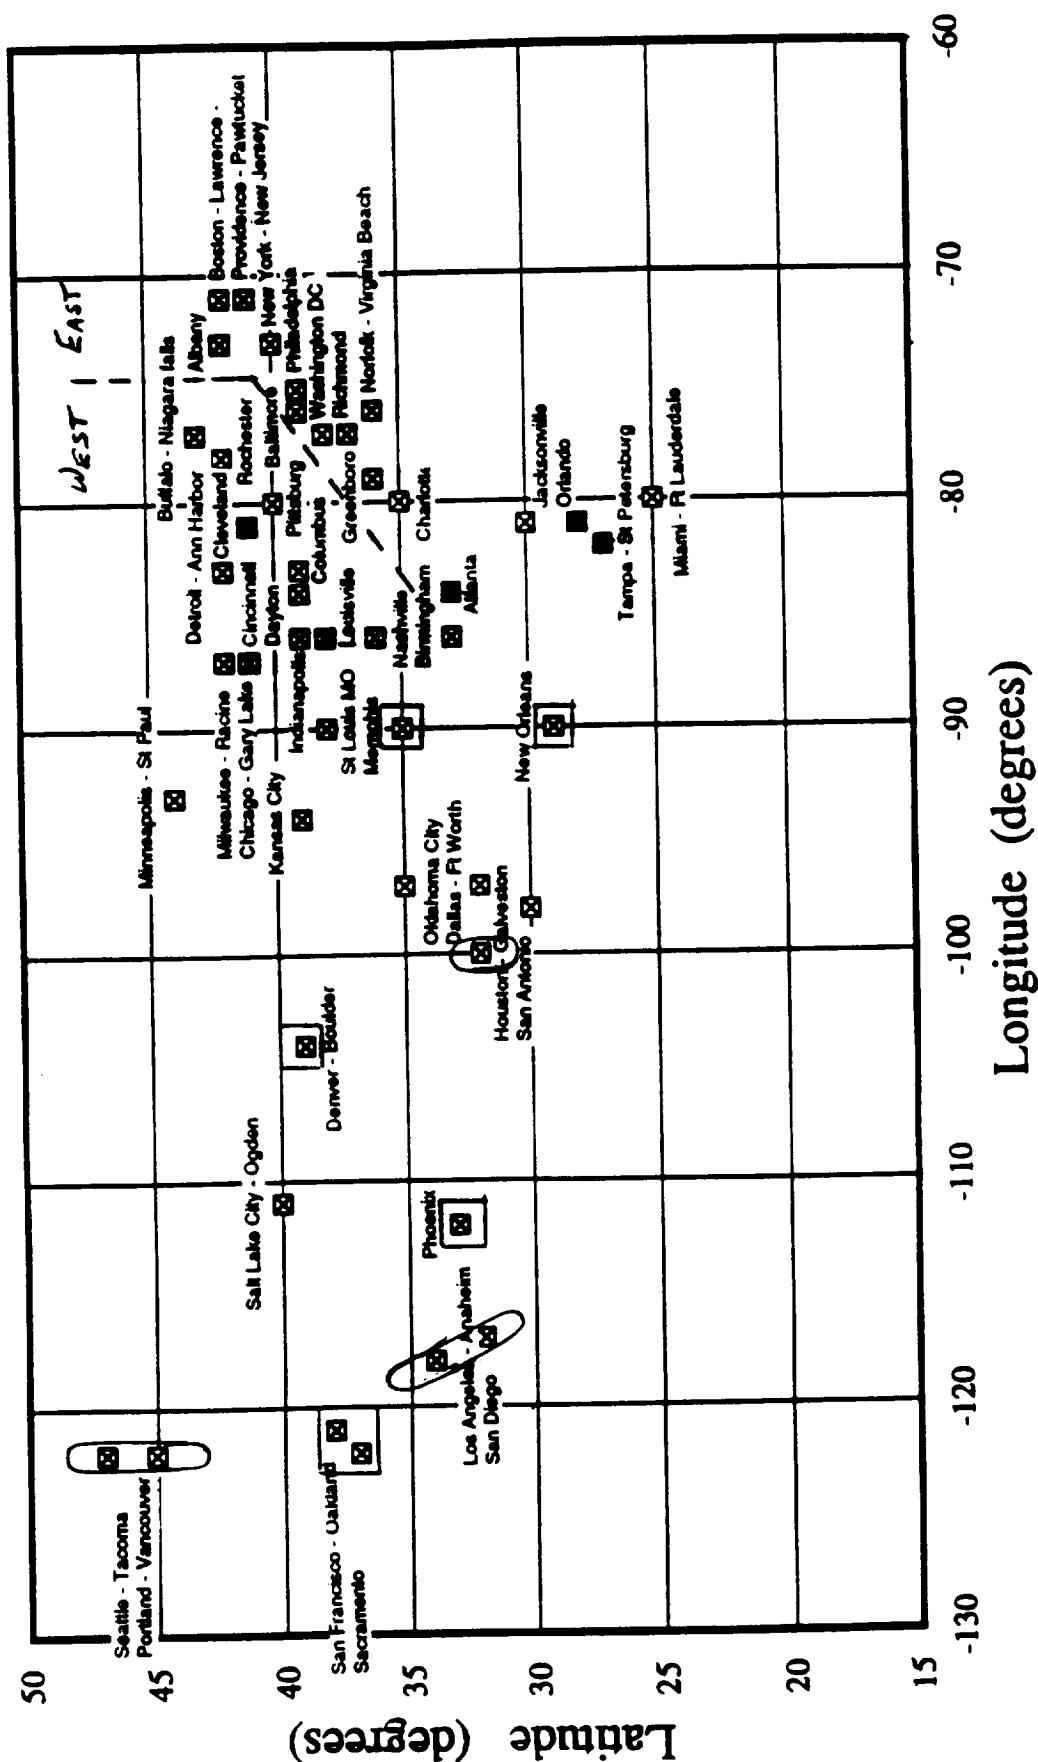 WEST | EAST
Seattle - Tacoma
Portland - Vancouver
San Francisco - Oakland
Sacramento
Los Angeles - Anaheim
San Diego
Phoenix
Salt Lake City - Ogden
Denver - Boulder
Oklahoma City
Dallas - Ft Worth
Houston - Galveston
San Antonio
Minneapolis - St Paul
Milwaukee - Racine
Chicago - Gary Lake
Kansas City
Indianapolis
St Louis MO
Memphis
New Orleans
Detroit - Ann Harbor
Cleveland
Cincinnati
Dayton
Columbus
Louisville
Nashville
Birmingham
Atlanta
Buffalo - Niagara falls
Rochester
Pittsburg
Greenboro
Charlotte
Albany
Baltimore
Boston - Lawrence -
Providence - Pawtucket
New York - New Jersey
Philadelphia
Washington DC
Richmond
Norfolk - Virginia Beach
Jacksonville
Orlando
Tampa - St Petersburg
Miami - Ft Lauderdale
50
45
40
35
30
25
20
15
Latitude
(degrees)
-130
-120
-110
-100
-90
-80
-70
-60
Longitude (degrees)